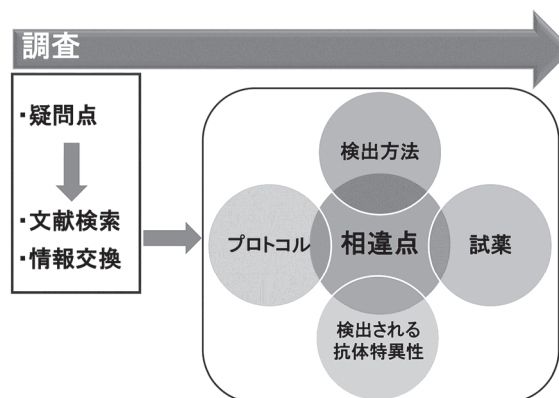 調査
・疑問点
・文献検索
・情報交換
検出方法
プロトコル
相違点
試薬
検出される
抗体特異性